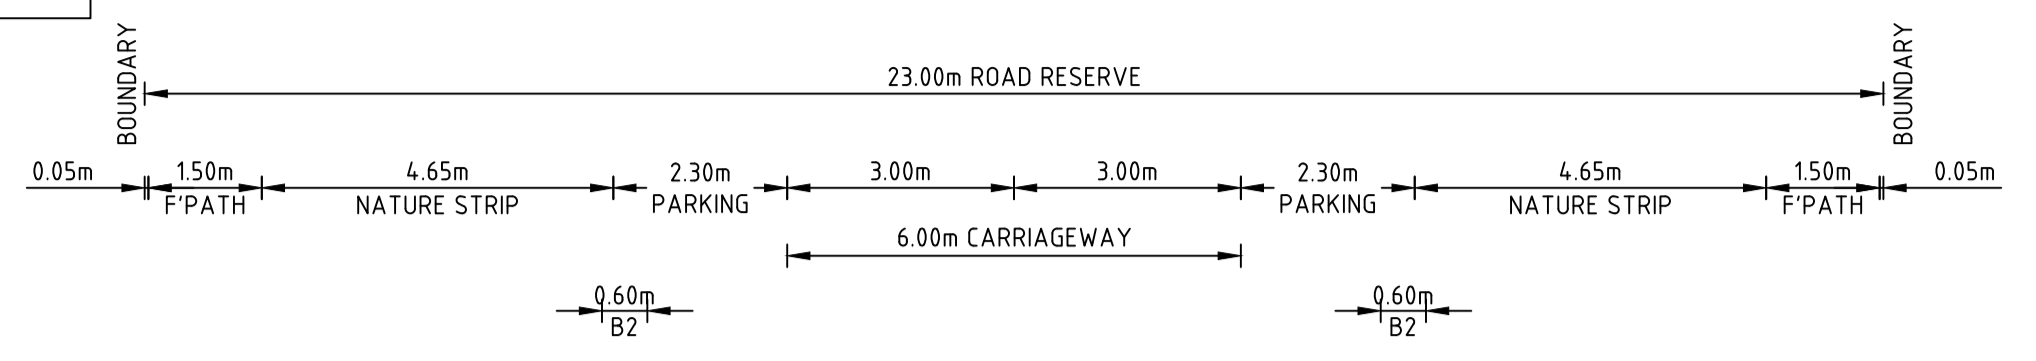 BOUNDARY
BOUNDARY
23.00m ROAD RESERVE
0.05m
1.50m
4.65m
2.30m
3.00m
3.00m
2.30m
4.65m
1.50m
0.05m
F'PATH
NATURE STRIP
PARKING
PARKING
NATURE STRIP
F'PATH
6.00m CARRIAGEWAY
0.60m
0.60m
B2
B2